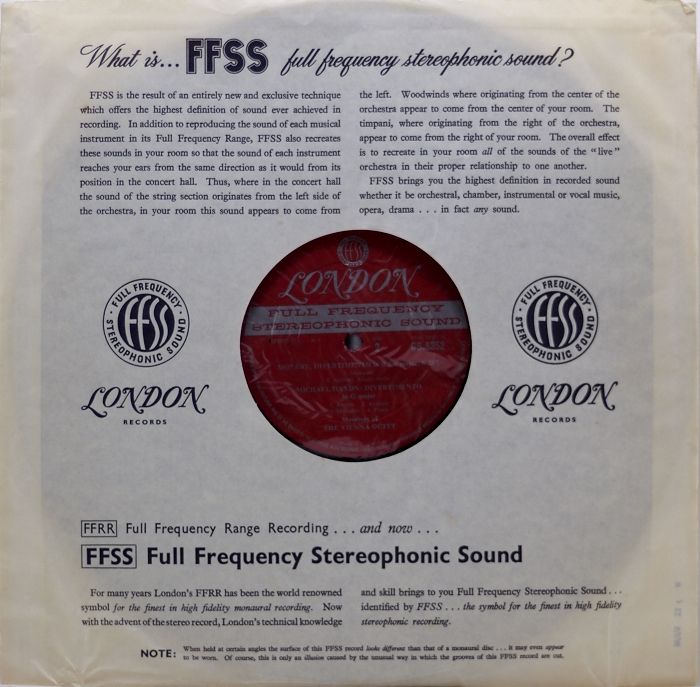 What is... FFSS full frequency stereophonic sound?
FFSS is the result of an entirely new and exclusive technique
which offers the highest definition of sound ever achieved in
recording. In addition to reproducing the sound of each musical
instrument in its Full Frequency Range, FFSS also recreates
these sounds in your room so that the sound of each instrument
reaches your ears from the same direction as it would from its
position in the concert hall. Thus, where in the concert hall
the sound of the string section originates from the left side of
the orchestra, in your room this sound appears to come from
the left. Woodwinds where originating from the center of the
orchestra appear to come from the center of your room. The
timpani, where originating from the right of the orchestra,
appear to come from the right of your room. The overall effect
is to recreate in your room all of the sounds of the "live"
orchestra in their proper relationship to one another.
FFSS brings you the highest definition in recorded sound
whether it be orchestral, chamber, instrumental or vocal music,
opera, drama . . . in fact any sound.
FFSS
LONDON
FULL FREQUENCY
STEREOPHONIC SOUND
MICHAEL HAYDN: DIVERTIMENTO
in G major
THE VIENNA OCTET
FULL FREQUENCY
FFSS
STEREOPHONIC SOUND
LONDON
RECORDS
FULL FREQUENCY
FFSS
STEREOPHONIC SOUND
LONDON
RECORDS
FFRR Full Frequency Range Recording . . . and now . . .
FFSS Full Frequency Stereophonic Sound
For many years London's FFRR has been the world renowned
symbol for the finest in high fidelity monaural recording. Now
with the advent of the stereo record, London's technical knowledge
and skill brings to you Full Frequency Stereophonic Sound . . .
identified by FFSS . . . the symbol for the finest in high fidelity
stereophonic recording.
NOTE: When held at certain angles the surface of this FFSS record looks different than that of a monaural disc . . . it may even appear
to be worn. Of course, this is only an illusion caused by the unusual way in which the grooves of this FFSS record are cut.